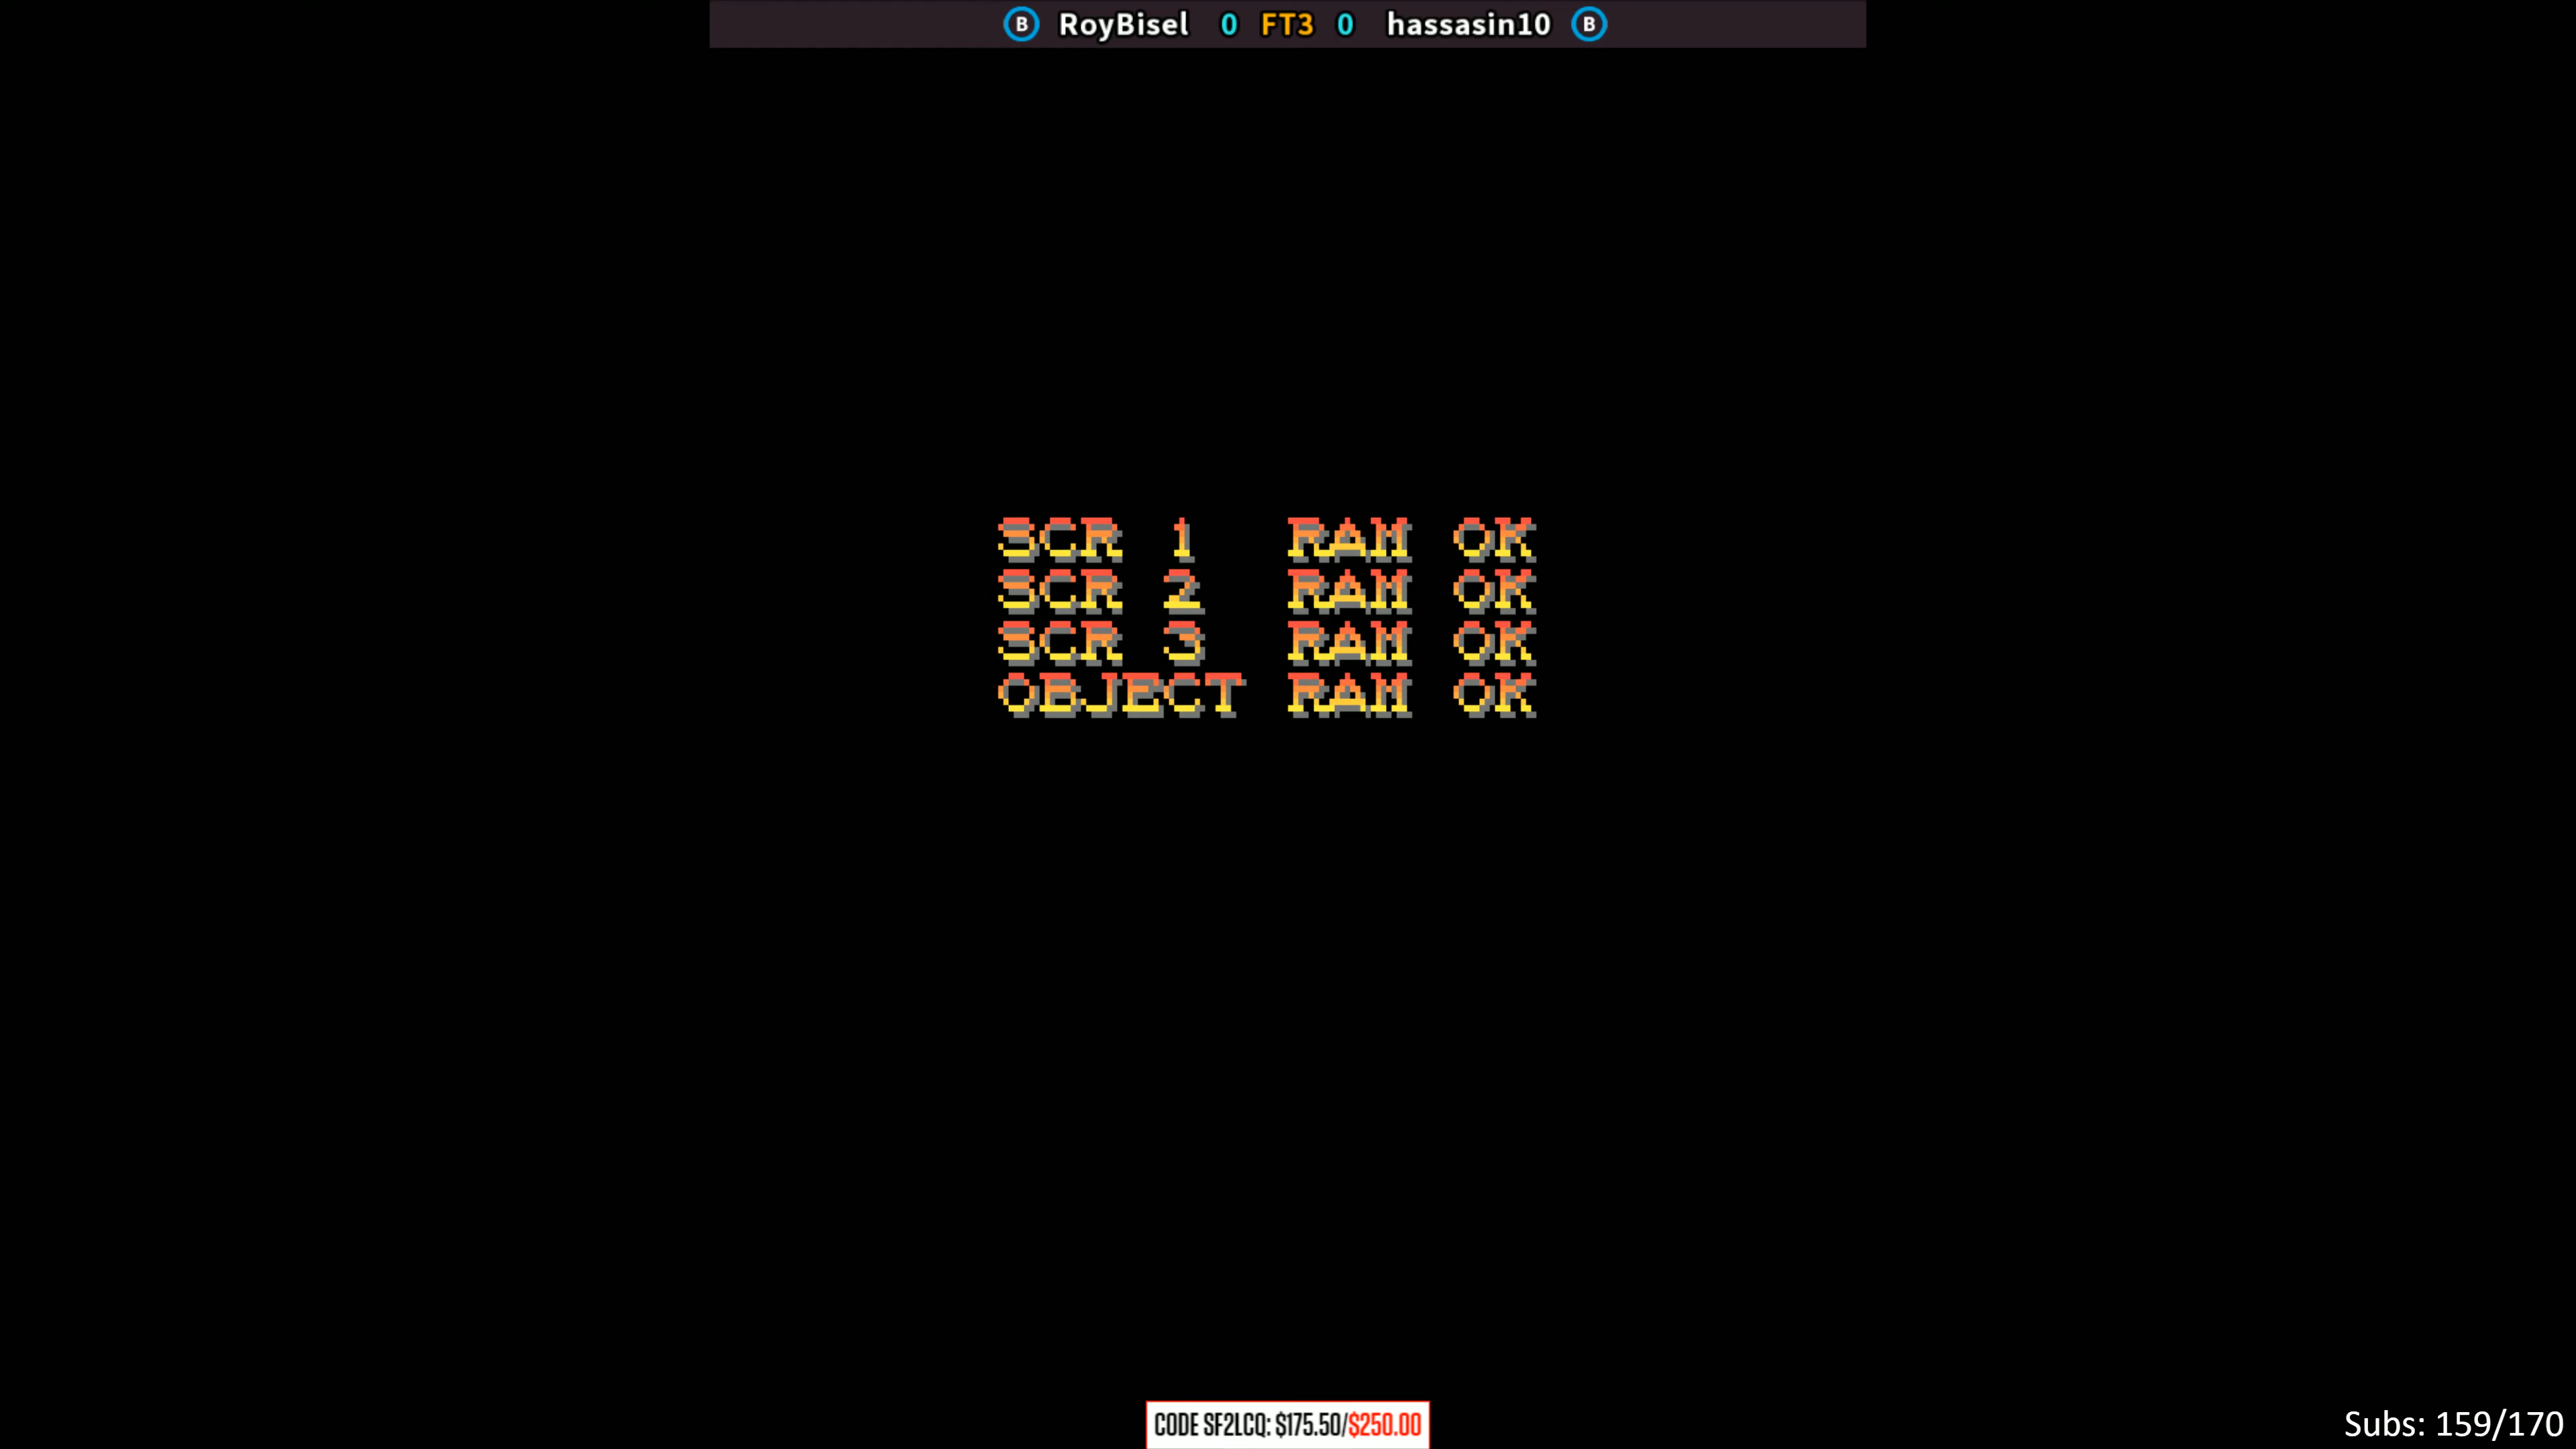 B RoyBisel 0 FT3 0 hassasin10 B
SCR 1 RAM OK
SCR 2 RAM OK
SCR 3 RAM OK
OBJECT RAM OK
CODE SF2LCQ: $175.50/$250.00
Subs: 159/170